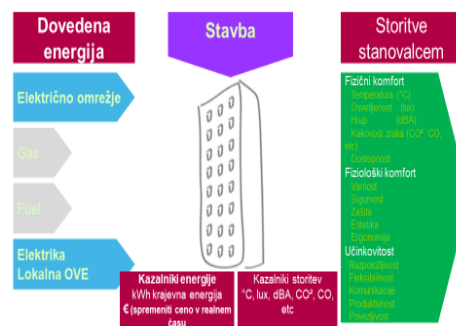 Dovedena
energija
Stavba
Storitve
stanovalcem
Električno omrežje
Gas
Fuel
Elektrika
Lokalna OVE
Kazalniki energije
kWh krajevna energija
€ (spremeniti ceno v realnem
času
Kazalniki storitev
°C, lux, dBA, CO², CO,
etc
Fizični komfort
Temperatura (°C)
Osvetljenost (lux)
Hrup (dBA)
Kakovost zraka (CO², CO,
etc)
Dostopnost
Fiziološki komfort
Varnost
Sigurnost
Zaščita
Estetika
Ergonomija
Učinkovitost
Razpoložljivost
Fleksibilnost
Komunikacije
Produktivnost
Povezljivost